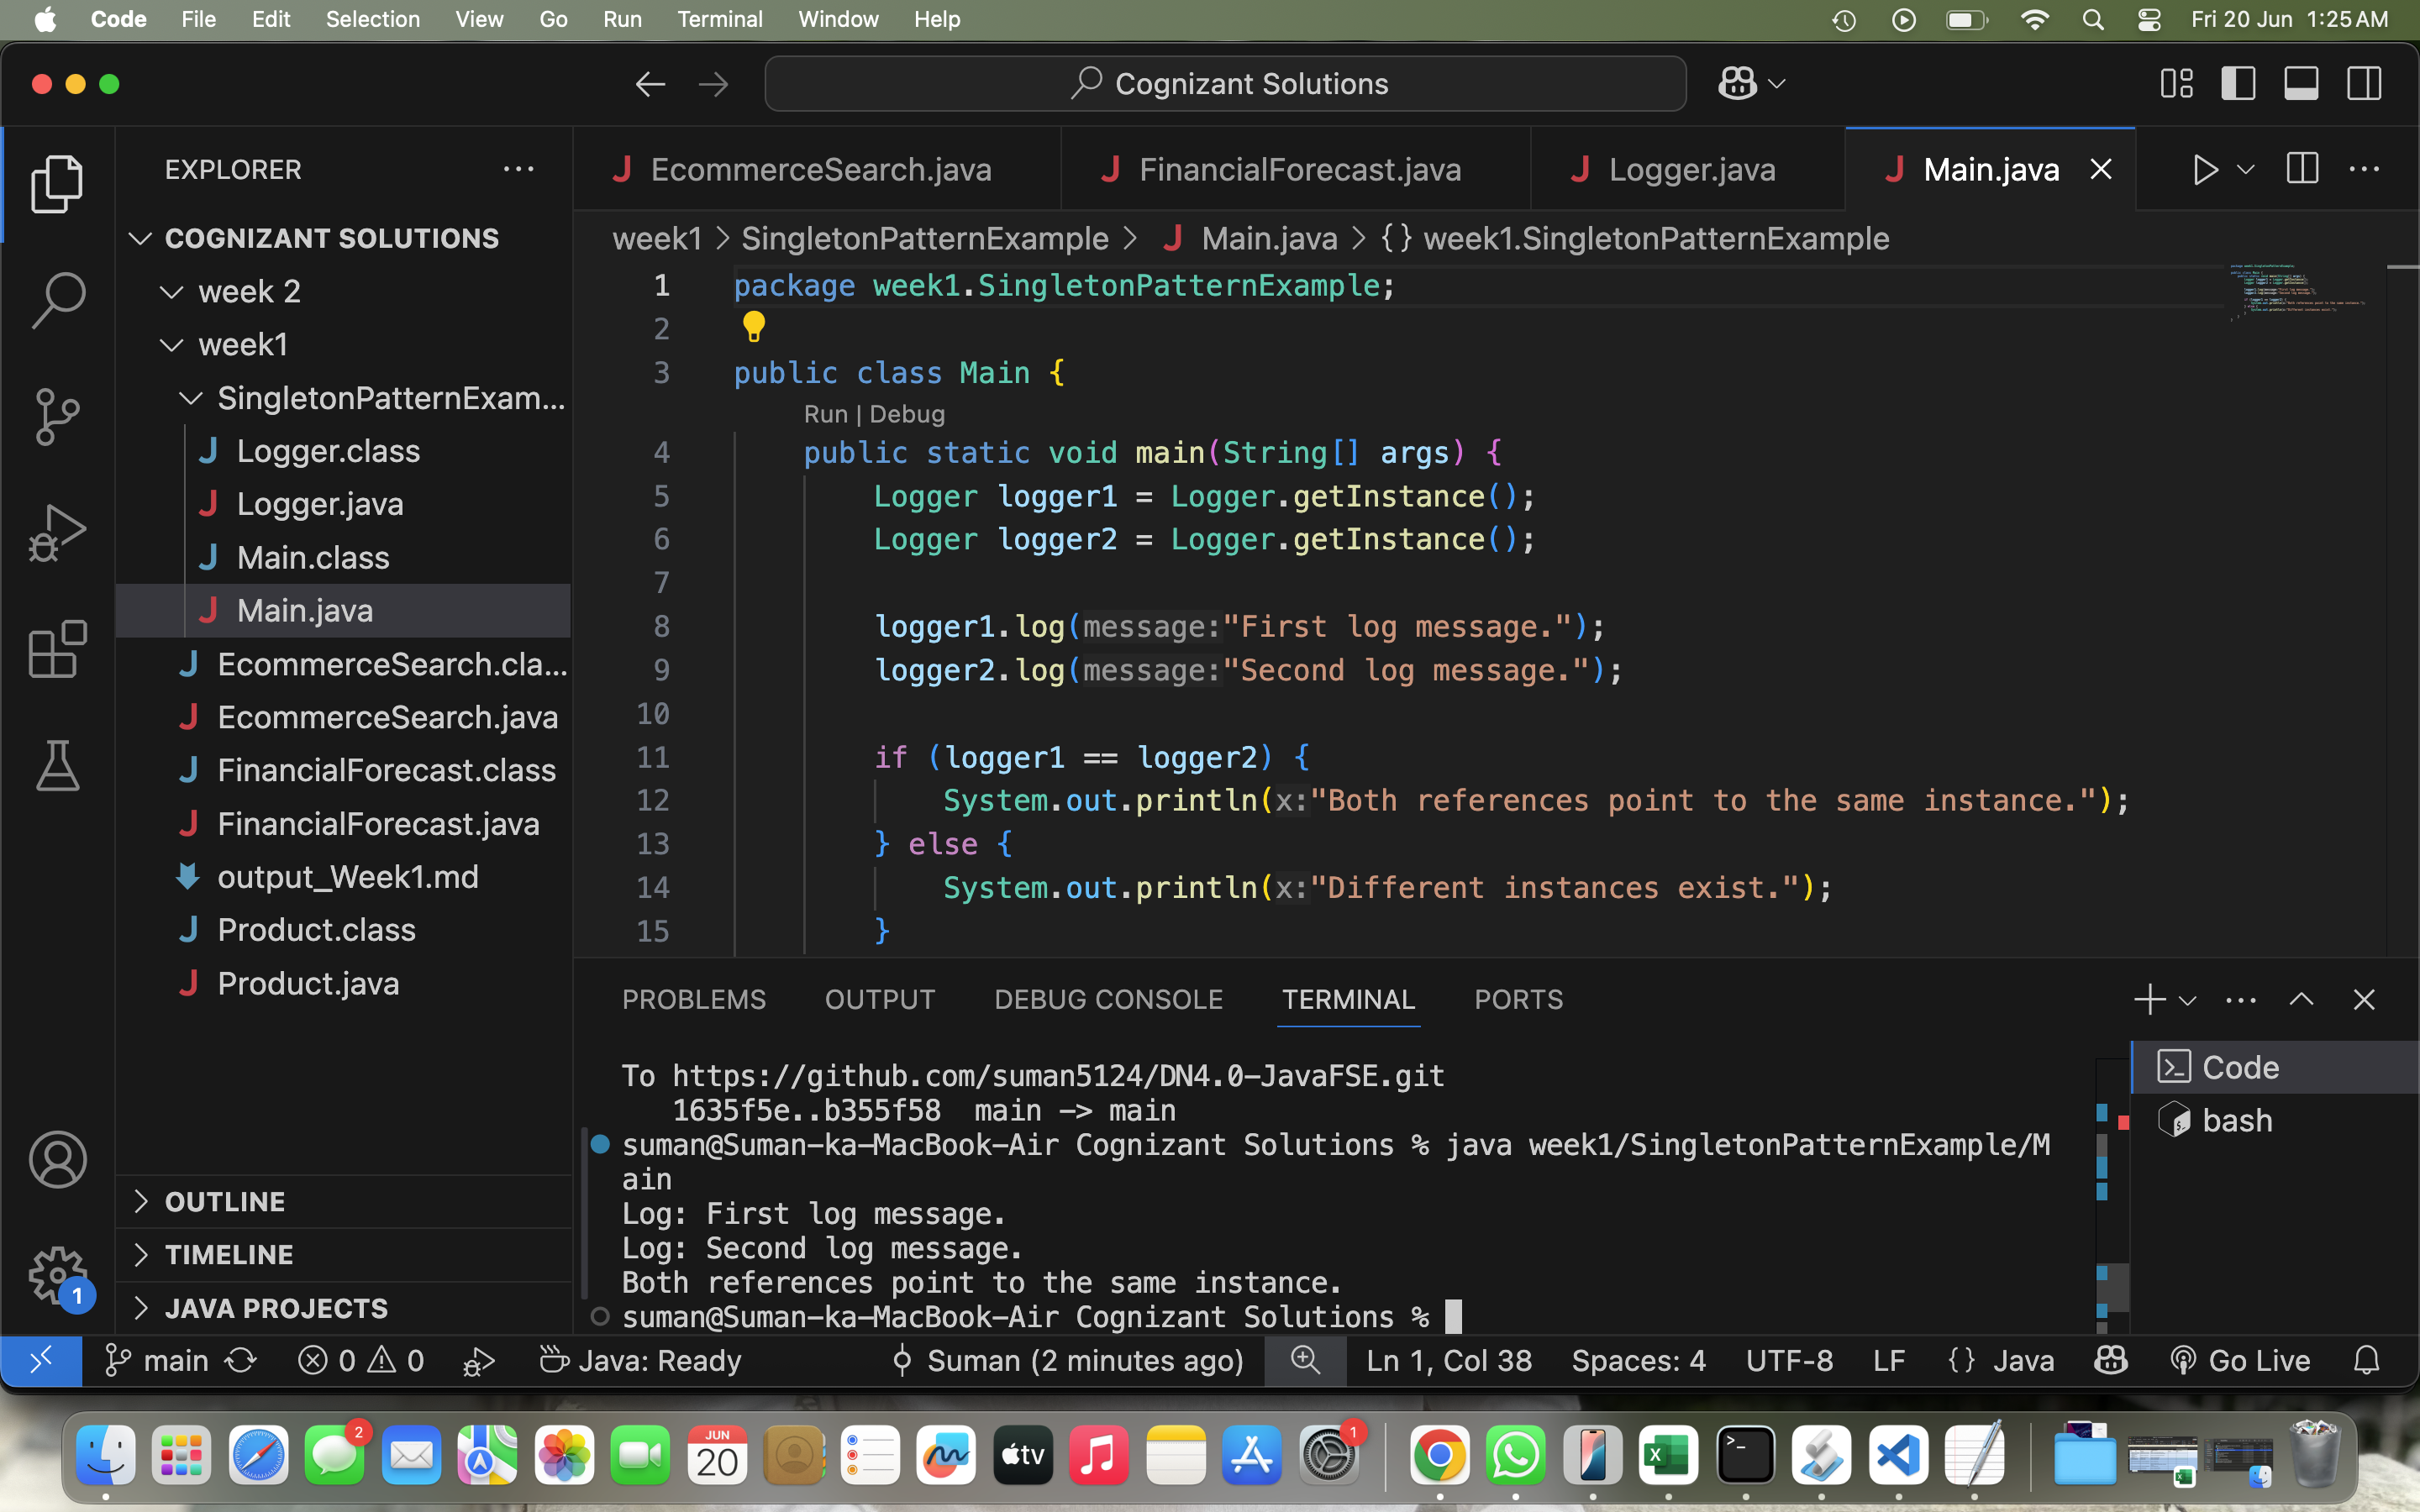 Code File Edit Selection View Go Run Terminal Window Help Fri 20 Jun 1:25 AM
Cognizant Solutions
EXPLORER
COGNIZANT SOLUTIONS
week 2
week1
SingletonPatternExam...
Logger.class
Logger.java
Main.class
Main.java
EcommerceSearch.cla...
EcommerceSearch.java
FinancialForecast.class
FinancialForecast.java
output_Week1.md
Product.class
Product.java
OUTLINE
TIMELINE
JAVA PROJECTS
1
EcommerceSearch.java FinancialForecast.java Logger.java Main.java
week1 > SingletonPatternExample > Main.java > {} week1.SingletonPatternExample
1 package week1.SingletonPatternExample;
2
3 public class Main {
Run | Debug
4 public static void main(String[] args) {
5 Logger logger1 = Logger.getInstance();
6 Logger logger2 = Logger.getInstance();
7
8 logger1.log(message:"First log message.");
9 logger2.log(message:"Second log message.");
10
11 if (logger1 == logger2) {
12 System.out.println(x:"Both references point to the same instance.");
13 } else {
14 System.out.println(x:"Different instances exist.");
15 }
PROBLEMS OUTPUT DEBUG CONSOLE TERMINAL PORTS
To https://github.com/suman5124/DN4.0-JavaFSE.git
1635f5e..b355f58 main -> main
suman@Suman-ka-MacBook-Air Cognizant Solutions % java week1/SingletonPatternExample/M
ain
Log: First log message.
Log: Second log message.
Both references point to the same instance.
suman@Suman-ka-MacBook-Air Cognizant Solutions %
Code
bash
main 0 0 Java: Ready Suman (2 minutes ago) Ln 1, Col 38 Spaces: 4 UTF-8 LF {} Java Go Live
2 JUN 20 tv 1